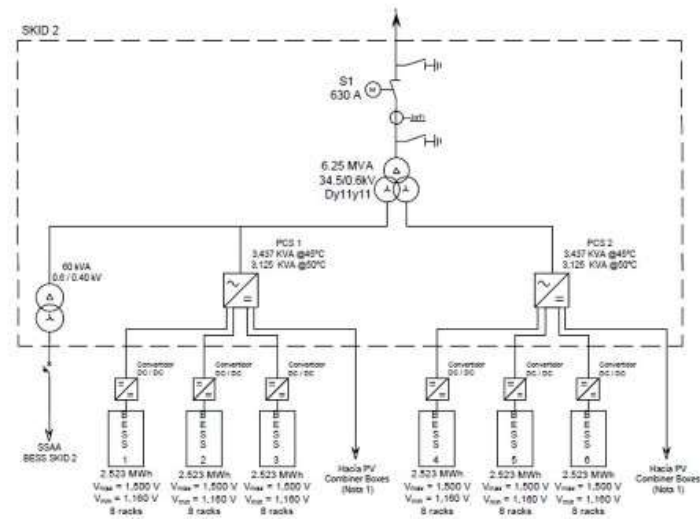 SKID 2
S1
630 A
M
6.25 MVA
34.5/0.6kV
Dy11y11
PCS 1
3,437 KVA @45ºC
3,125 KVA @50ºC
PCS 2
3,437 KVA @45ºC
3,125 KVA @50ºC
60 kVA
0.6 / 0.40 kV
Convertidor
DC / DC
Convertidor
DC / DC
Convertidor
DC / DC
Convertidor
DC / DC
Convertidor
DC / DC
Convertidor
DC / DC
BESS
1
BESS
2
BESS
3
BESS
4
BESS
5
BESS
6
SSAA
BESS SKID 2
2.523 MWh
Vmax = 1,500 V
Vmin = 1,160 V
8 racks
2.523 MWh
Vmax = 1,500 V
Vmin = 1,160 V
8 racks
2.523 MWh
Vmax = 1,500 V
Vmin = 1,160 V
8 racks
Hacía PV
Combiner Boxes
(Nota 1)
2.523 MWh
Vmax = 1,500 V
Vmin = 1,160 V
8 racks
2.523 MWh
Vmax = 1,500 V
Vmin = 1,160 V
8 racks
2.523 MWh
Vmax = 1,500 V
Vmin = 1,160 V
8 racks
Hacía PV
Combiner Boxes
(Nota 1)